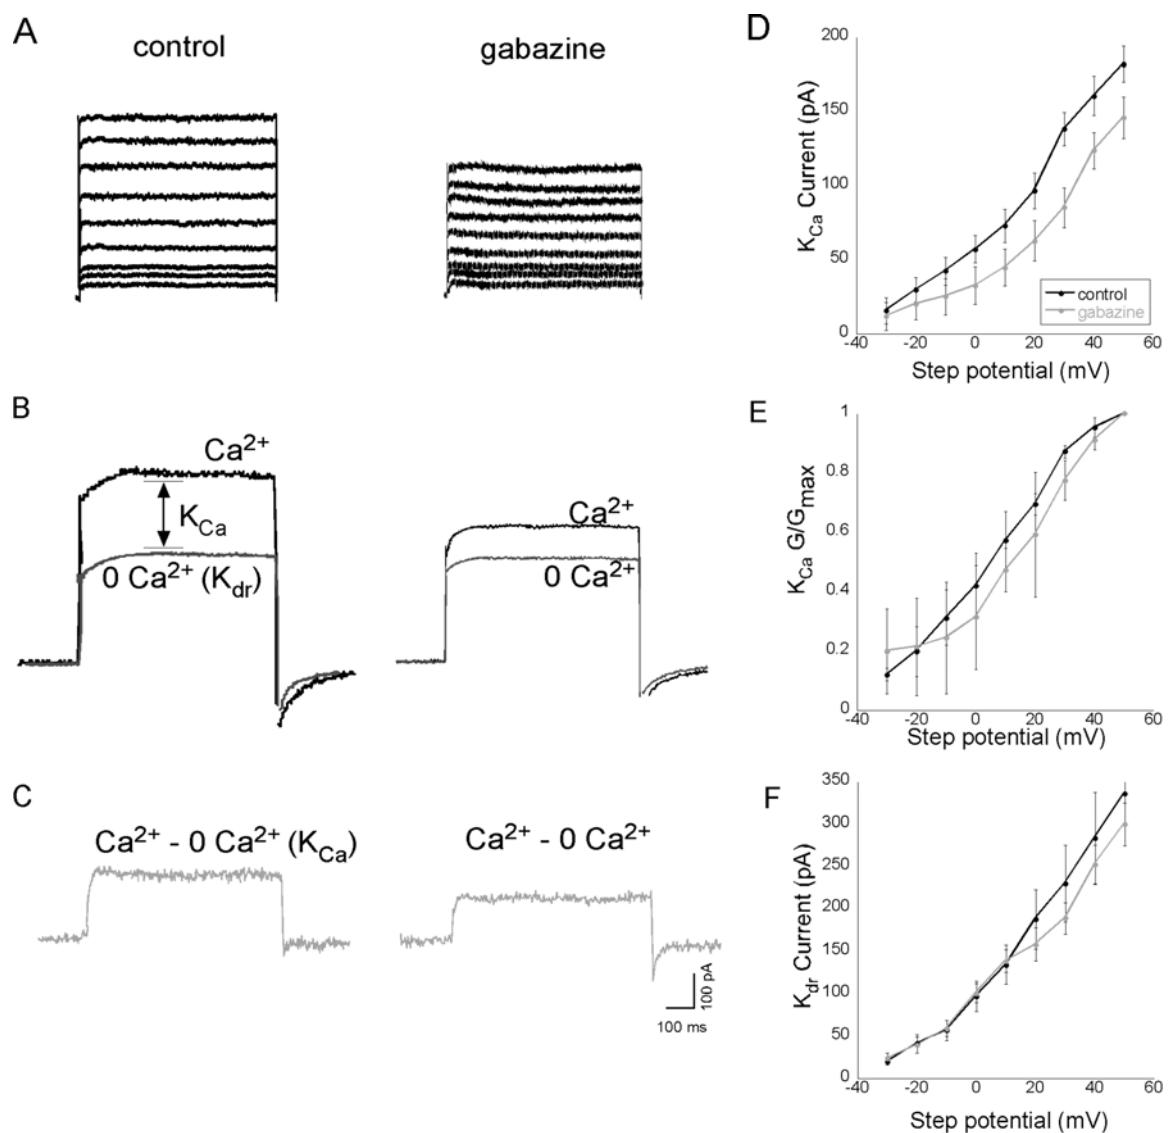 A
control
gabazine
B
Ca2+
KCa
0 Ca2+ (Kdr)
Ca2+
0 Ca2+
C
Ca2+ - 0 Ca2+ (KCa)
Ca2+ - 0 Ca2+
100 pA
100 ms
D
KCa Current (pA)
200
150
100
50
0
-40
-20
0
20
40
60
control
gabazine
Step potential (mV)
E
KCa G/Gmax
1
0.8
0.6
0.4
0.2
0
-40
-20
0
20
40
60
Step potential (mV)
F
Kdr Current (pA)
350
300
250
200
150
100
50
0
-40
-20
0
20
40
60
Step potential (mV)